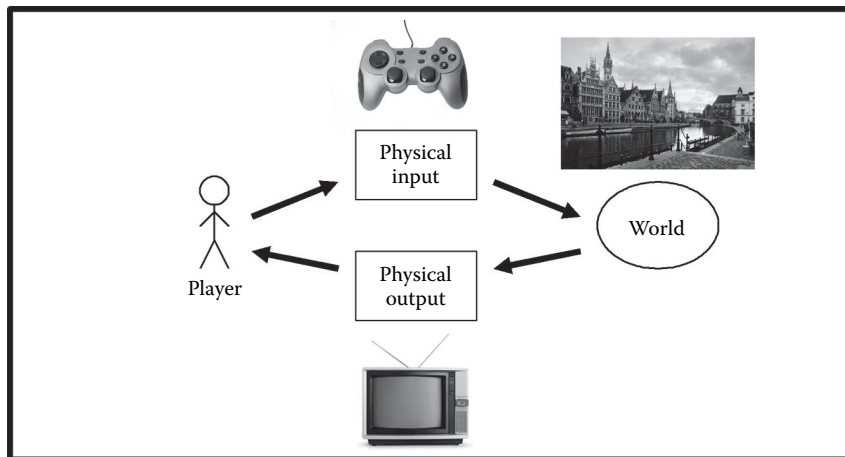 Physical
input
World
Player
Physical
output